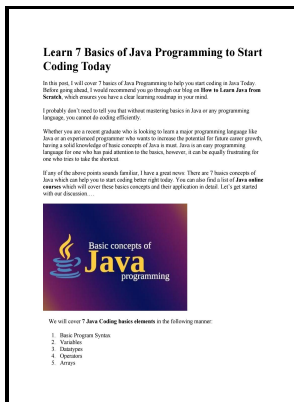 Learn 7 Basics of Java Programming to Start
Coding Today
In this post, I will cover 7 basics of Java Programming to help you start coding in Java Today.
Before going ahead, I would recommend you go through our blog on How to Learn Java from
Scratch, which ensures you have a clear learning roadmap in your mind.
I probably don't need to tell you that without mastering basics in Java or any programming
language, you cannot do coding efficiently.
Whether you are a recent graduate who is looking to learn a major programming language like
Java or an experienced programmer who wants to increase the potential for future career growth,
having a solid knowledge of basic concepts of Java is must. Java is an easy programming
language for one who has paid attention to the basics, however, it can be equally frustrating for
one who tries to take the shortcut.
If any of the above points sounds familiar, I have a great news: There are 7 basics concepts of
Java which can help you to start coding better right today. You can also find a list of Java online
courses which will cover these basics concepts and their application in detail. Let's get started
with our discussion....
Basic concepts of
Java
programming
We will cover 7 Java Coding basics elements in the following manner:
1. Basic Program Syntax
2. Variables
3. Datatypes
4. Operators
5. Arrays